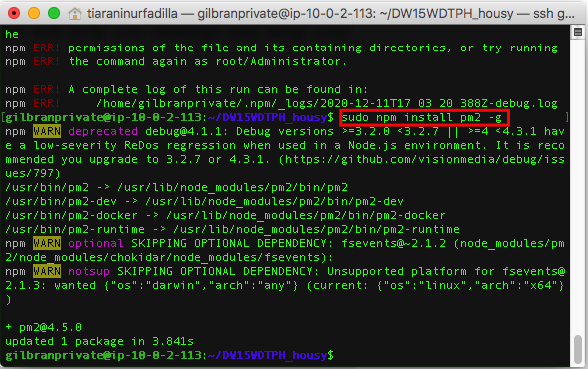 tiaraninurfadilla — gilbranprivate@ip-10-0-2-113: ~/DW15WDTPH_housy — ssh g...
he
npm ERR! permissions of the file and its containing directories, or try running
npm ERR! the command again as root/Administrator.
npm ERR! A complete log of this run can be found in:
npm ERR!     /home/gilbranprivate/.npm/_logs/2020-12-11T17_03_20_388Z-debug.log
[gilbranprivate@ip-10-0-2-113:~/DW15WDTPH_housy$ sudo npm install pm2 -g ]
npm WARN deprecated debug@4.1.1: Debug versions >=3.2.0 <3.2.7 || >=4 <4.3.1 hav
e a low-severity ReDos regression when used in a Node.js environment. It is reco
mmended you upgrade to 3.2.7 or 4.3.1. (https://github.com/visionmedia/debug/iss
ues/797)
/usr/bin/pm2 -> /usr/lib/node_modules/pm2/bin/pm2
/usr/bin/pm2-dev -> /usr/lib/node_modules/pm2/bin/pm2-dev
/usr/bin/pm2-docker -> /usr/lib/node_modules/pm2/bin/pm2-docker
/usr/bin/pm2-runtime -> /usr/lib/node_modules/pm2/bin/pm2-runtime
npm WARN optional SKIPPING OPTIONAL DEPENDENCY: fsevents@~2.1.2 (node_modules/pm
2/node_modules/chokidar/node_modules/fsevents):
npm WARN notsup SKIPPING OPTIONAL DEPENDENCY: Unsupported platform for fsevents@
2.1.3: wanted {"os":"darwin","arch":"any"} (current: {"os":"linux","arch":"x64"}
)
+ pm2@4.5.0
updated 1 package in 3.841s
gilbranprivate@ip-10-0-2-113:~/DW15WDTPH_housy$